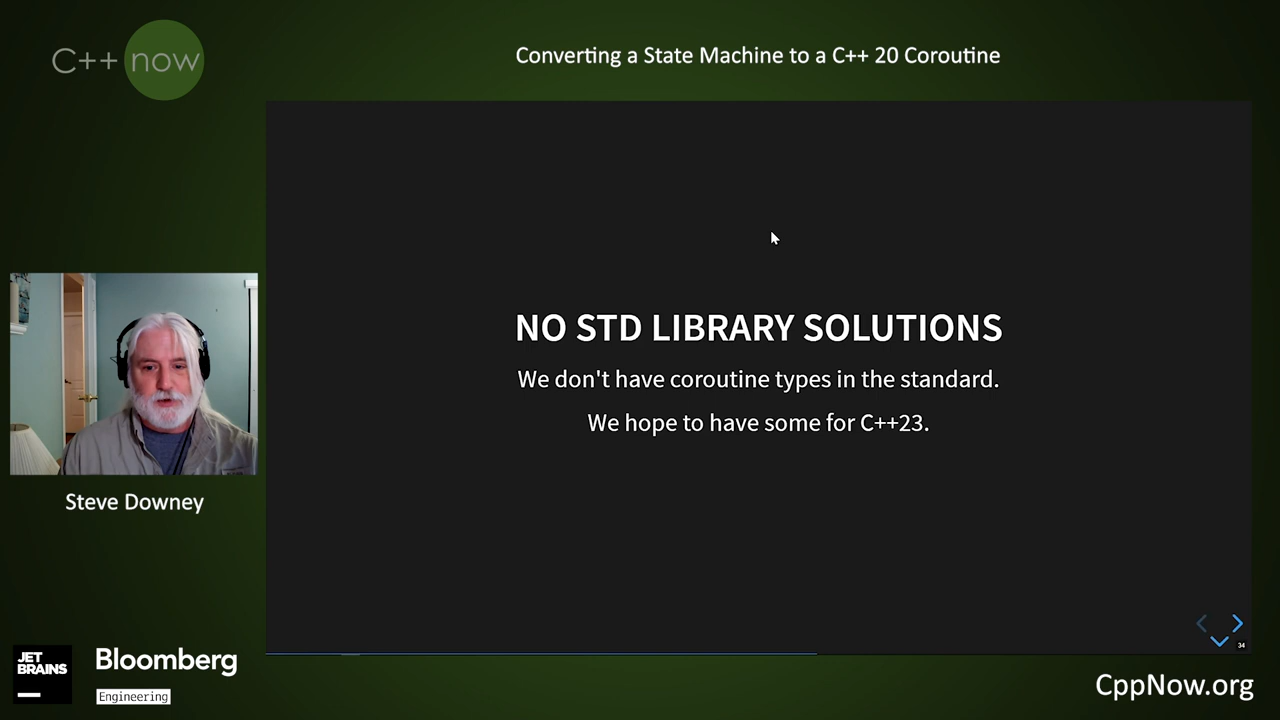 C++ now
Converting a State Machine to a C++ 20 Coroutine
NO STD LIBRARY SOLUTIONS
We don't have coroutine types in the standard.
We hope to have some for C++23.
Steve Downey
34
JET
BRAINS
Bloomberg
Engineering
CppNow.org